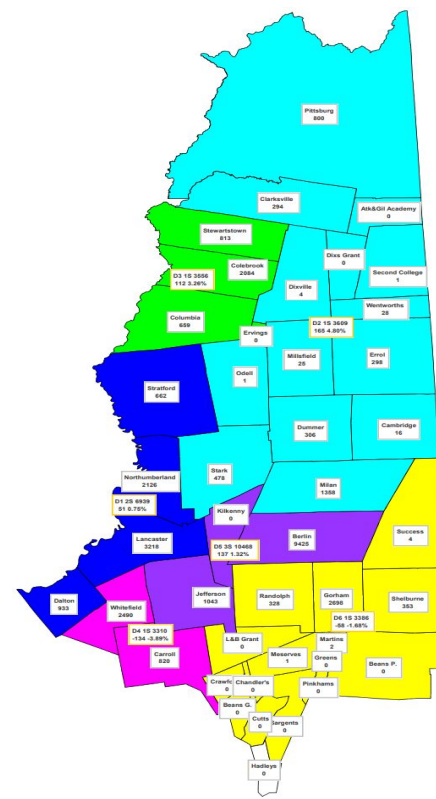 Pittsburg
800
Clarksville
294
Atk&Gil Academy
0
Stewartstown
813
Dixs Grant
0
Colebrook
2084
Second College
1
D3 1S 3556
112 3.26%
Dixville
4
Wentworths
28
Columbia
659
D2 1S 3609
165 4.80%
Ervings
0
Millsfield
25
Errol
298
Odell
1
Stratford
662
Dummer
306
Cambridge
16
Stark
478
Northumberland
2126
Milan
1358
D1 2S 6939
51 0.75%
Kilkenny
0
Success
4
Berlin
9425
Lancaster
3218
D5 3S 10468
137 1.32%
Dalton
933
Whitefield
2490
Jefferson
1043
Randolph
328
Gorham
2698
Shelburne
353
D4 1S 3310
-134 -3.89%
D6 1S 3386
-58 -1.68%
L&B Grant
0
Martins
2
Carroll
820
Meserves
1
Greens
0
Beans P.
0
Crawfc
0
Chandler's
0
Pinkhams
0
Beans G.
0
Cutts
0
Sargents
0
Hadleys
0